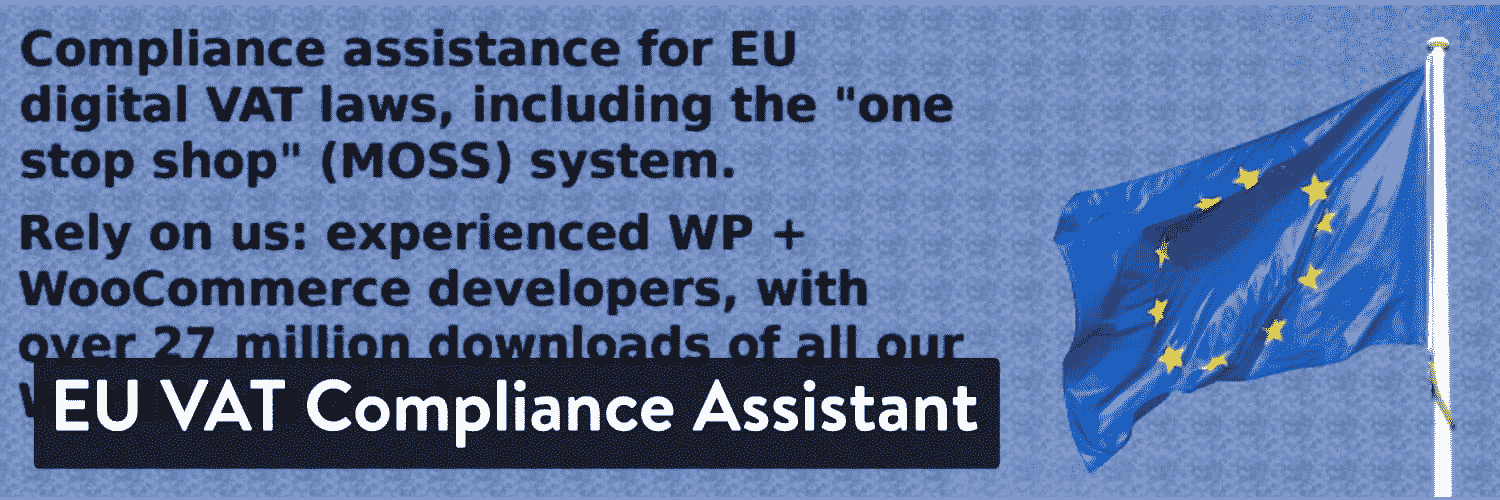 Compliance assistance for EU
digital VAT laws, including the "one
stop shop" (MOSS) system.
Rely on us: experienced WP +
WooCommerce developers, with
over 27 million downloads of all our
EU VAT Compliance Assistant